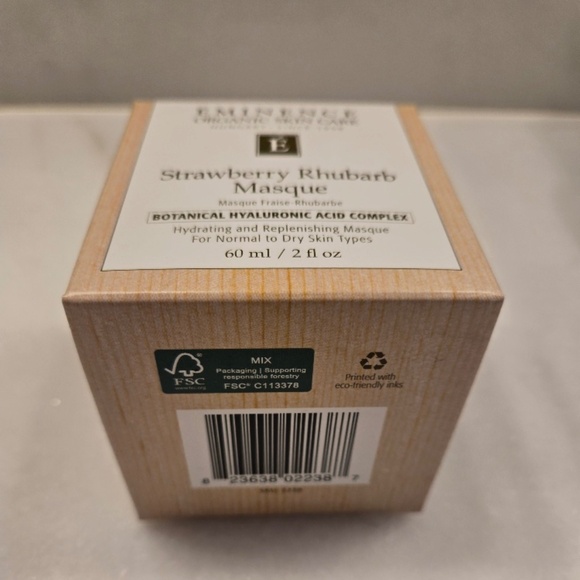 EMINENCE
ORGANIC SKIN CARE
É
Strawberry Rhubarb
Masque
Masque Fraise-Rhubarbe
BOTANICAL HYALURONIC ACID COMPLEX
Hydrating and Replenishing Masque
For Normal to Dry Skin Types
60 ml / 2 fl oz
FSC
MIX
Packaging | Supporting
responsible forestry
FSC® C113378
Printed with
eco-friendly inks
23638 02238 7